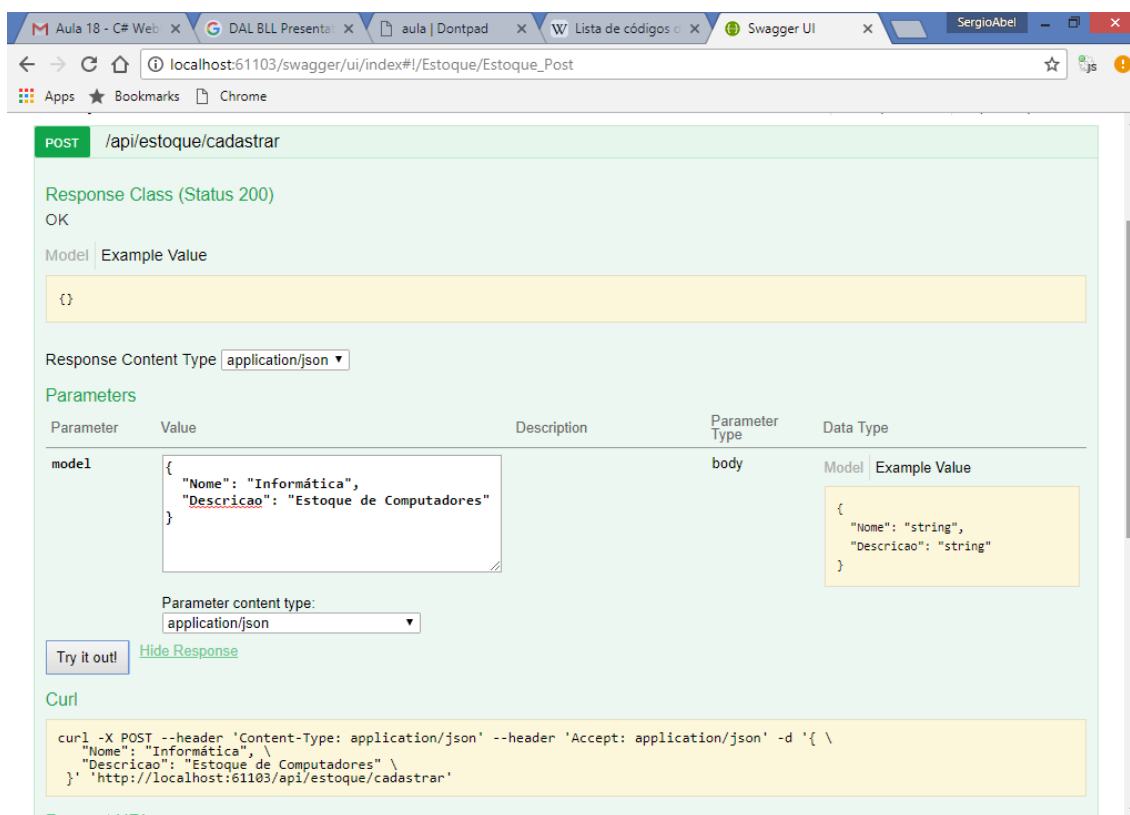 Aula 18 - C# Web
DAL BLL Presenta
aula | Dontpad
W Lista de códigos d
Swagger UI
SergioAbel
localhost:61103/swagger/ui/index#!/Estoque/Estoque_Post
js
Apps Bookmarks Chrome
POST /api/estoque/cadastrar
Response Class (Status 200)
OK
Model Example Value
{}
Response Content Type application/json
Parameters
Parameter Value Description Parameter Type Data Type
model
{
"Nome": "Informática",
"Descricao": "Estoque de Computadores"
}
body
Model Example Value
{
"Nome": "string",
"Descricao": "string"
}
Parameter content type:
application/json
Try it out! Hide Response
Curl
curl -X POST --header 'Content-Type: application/json' --header 'Accept: application/json' -d '{ \
"Nome": "Informática", \
"Descricao": "Estoque de Computadores" \
}' 'http://localhost:61103/api/estoque/cadastrar'